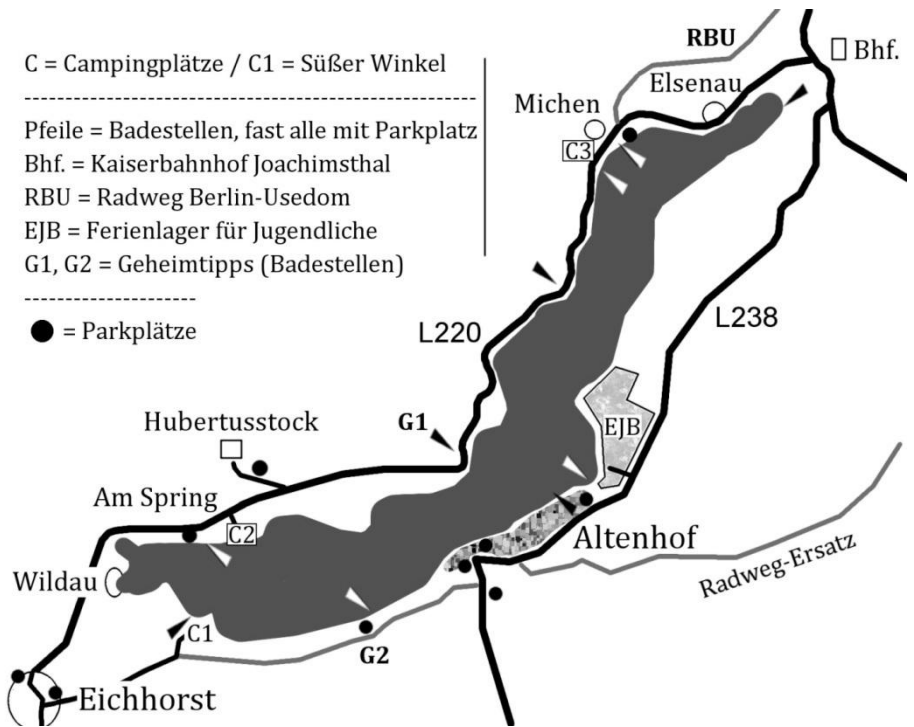 C = Campingplätze / C1 = Süßer Winkel
-----------------------------------------------
Pfeile = Badestellen, fast alle mit Parkplatz
Bhf. = Kaiserbahnhof Joachimsthal
RBU = Radweg Berlin-Usedom
EJB = Ferienlager für Jugendliche
G1, G2 = Geheimtipps (Badestellen)
------------------
= Parkplätze
RBU
Bhf.
Elsenau
Michen
C3
L238
L220
G1
EJB
Hubertusstock
Am Spring
C2
Altenhof
Radweg-Ersatz
Wildau
C1
G2
Eichhorst